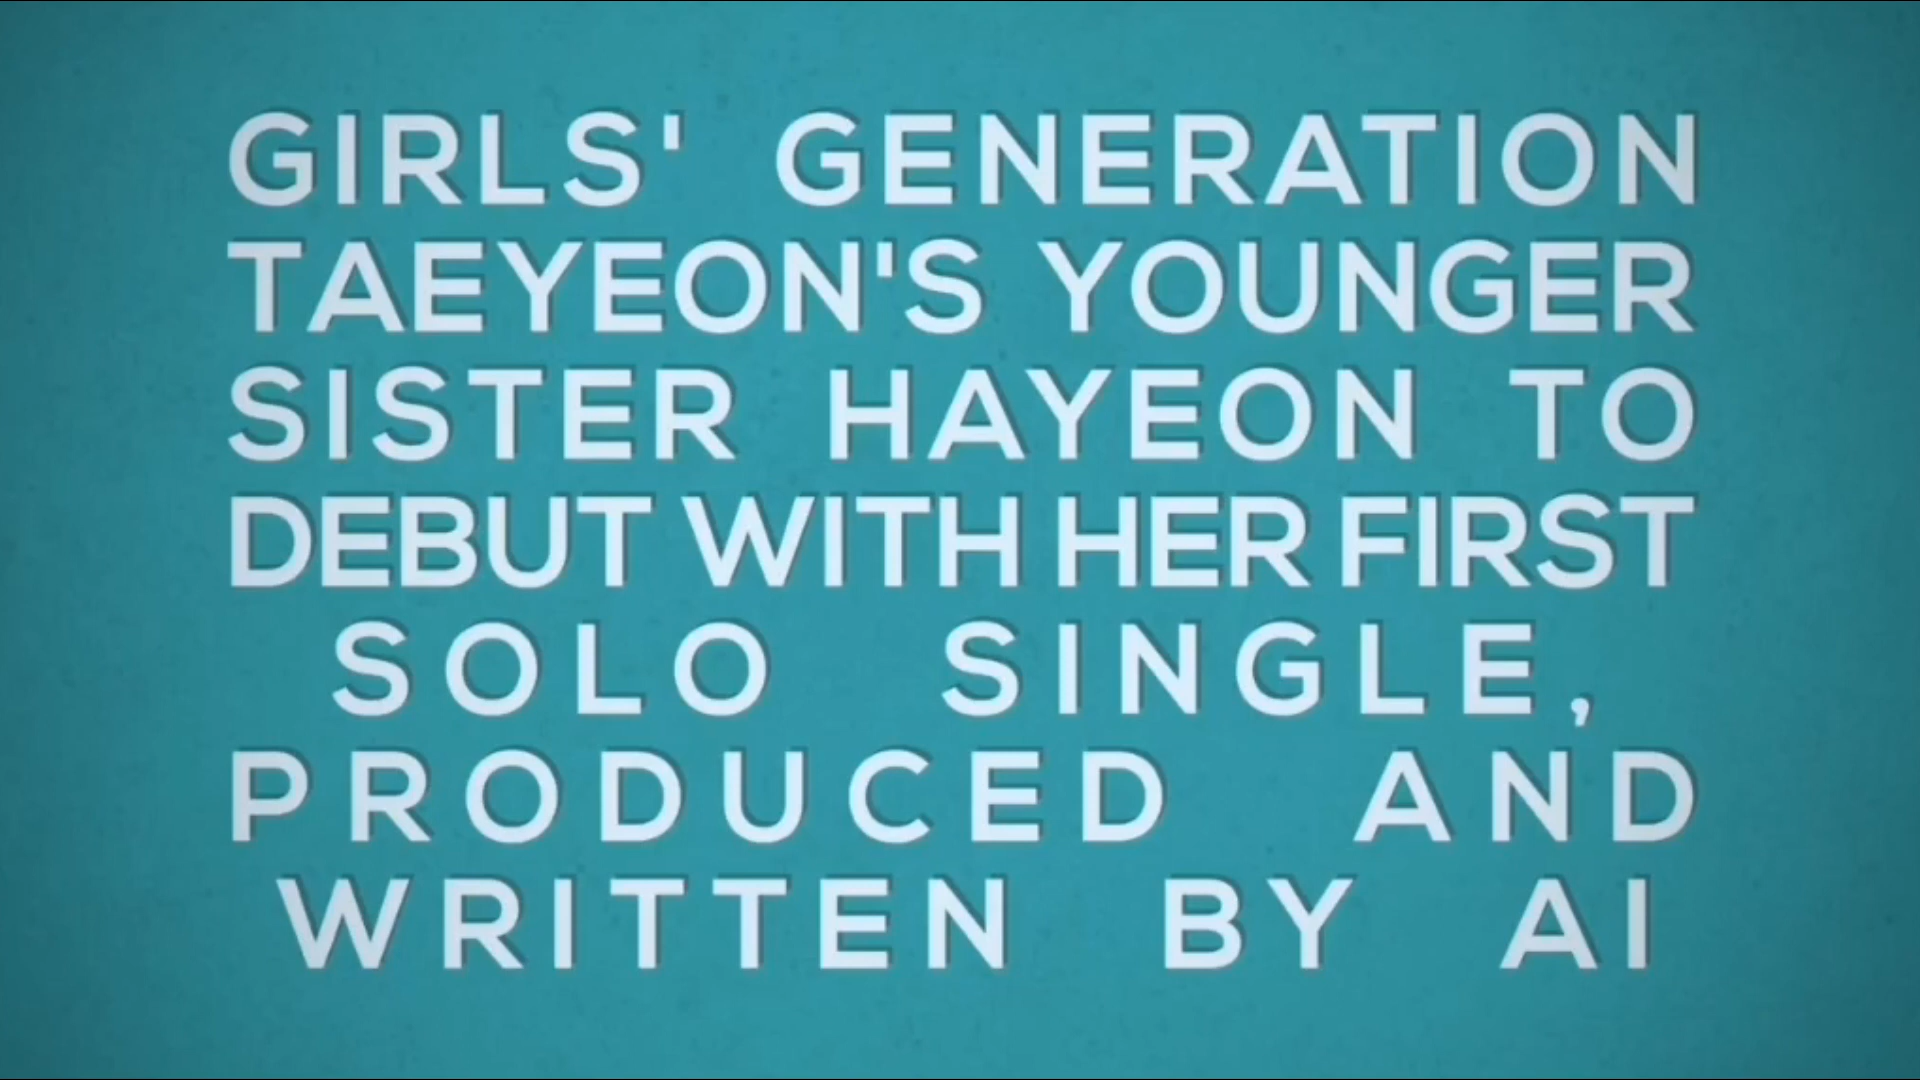 GIRLS' GENERATION
TAEYEON'S YOUNGER
SISTER HAYEON TO
DEBUT WITH HER FIRST
SOLO SINGLE,
PRODUCED AND
WRITTEN BY AI